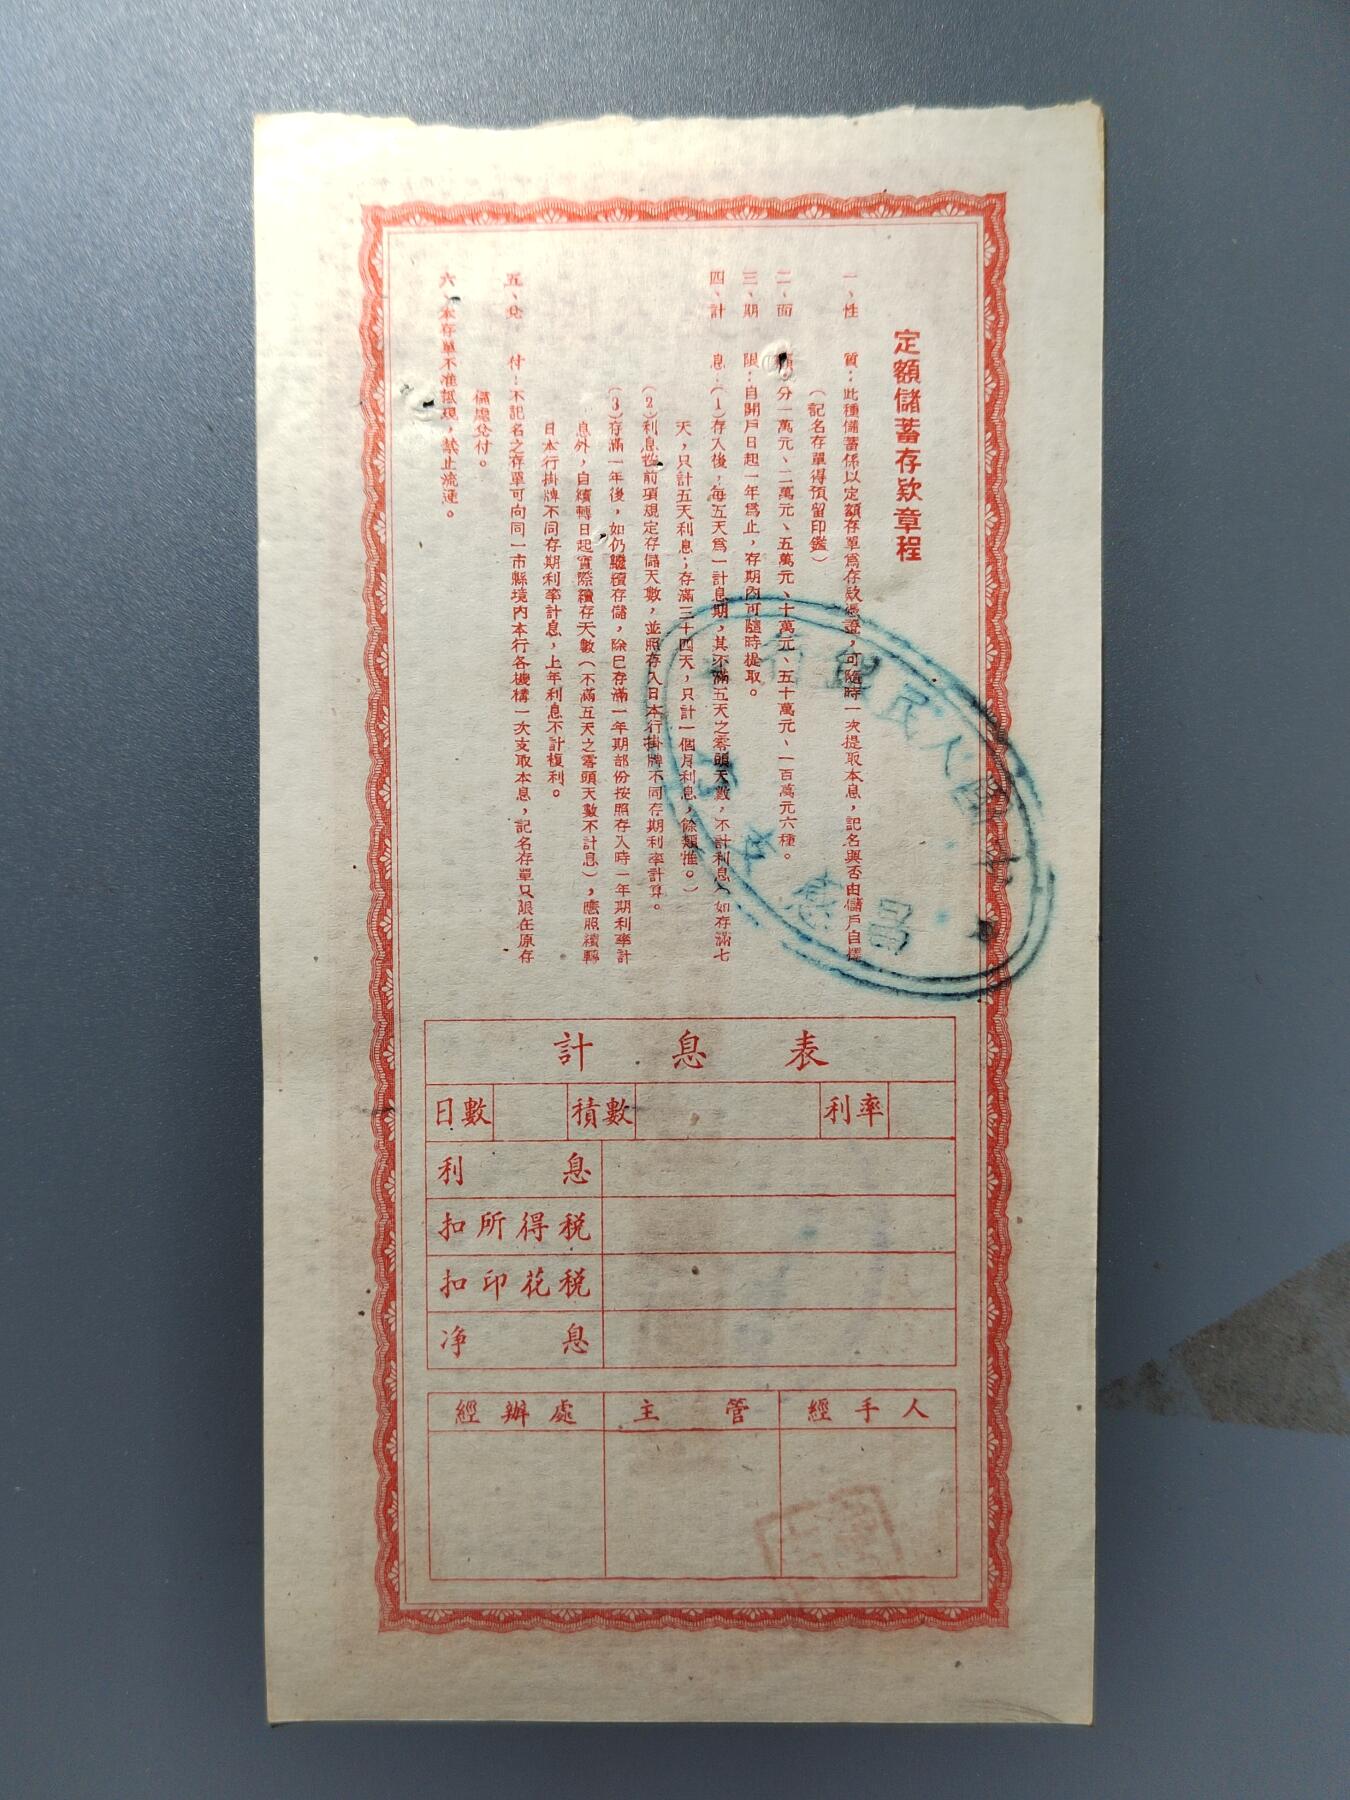 定額儲蓄存款章程
一、性　質：此種儲蓄係以定額存單爲存款憑證，可隨時一次提取本息，記名與否由儲戶自擇
（記名存單得預留印鑑）
二、面　額：分一萬元、二萬元、五萬元、十萬元、五十萬元、一百萬元六種。
三、期　限：自開戶日起一年爲止，存期內可隨時提取。
四、計　息：（1）存入後，每五天爲一計息期，其不滿五天之零頭天數，不計利息（如存滿七
天，只計五天利息；存滿三十四天，只計一個月利息，餘類推。）
（2）利息按前項規定存儲天數，並照存入日本行掛牌不同存期利率計算。
（3）存滿一年後，如仍繼續存儲，除已存滿一年期部份按照存入時一年期利率計
息外，自續轉日起實際續存天數（不滿五天之零頭天數不計息），應照續轉
日本行掛牌不同存期利率計息，上年利息不計複利。
五、兌　付：不記名之存單可向同一市縣境內本行各機構一次支取本息，記名存單只限在原存
儲處兌付。
六、本存單不准抵現，禁止流通。
國人民銀
昌
計息表
日數　積數　利率
利息
扣所得税
扣印花税
净息
經辦處　主管　經手人